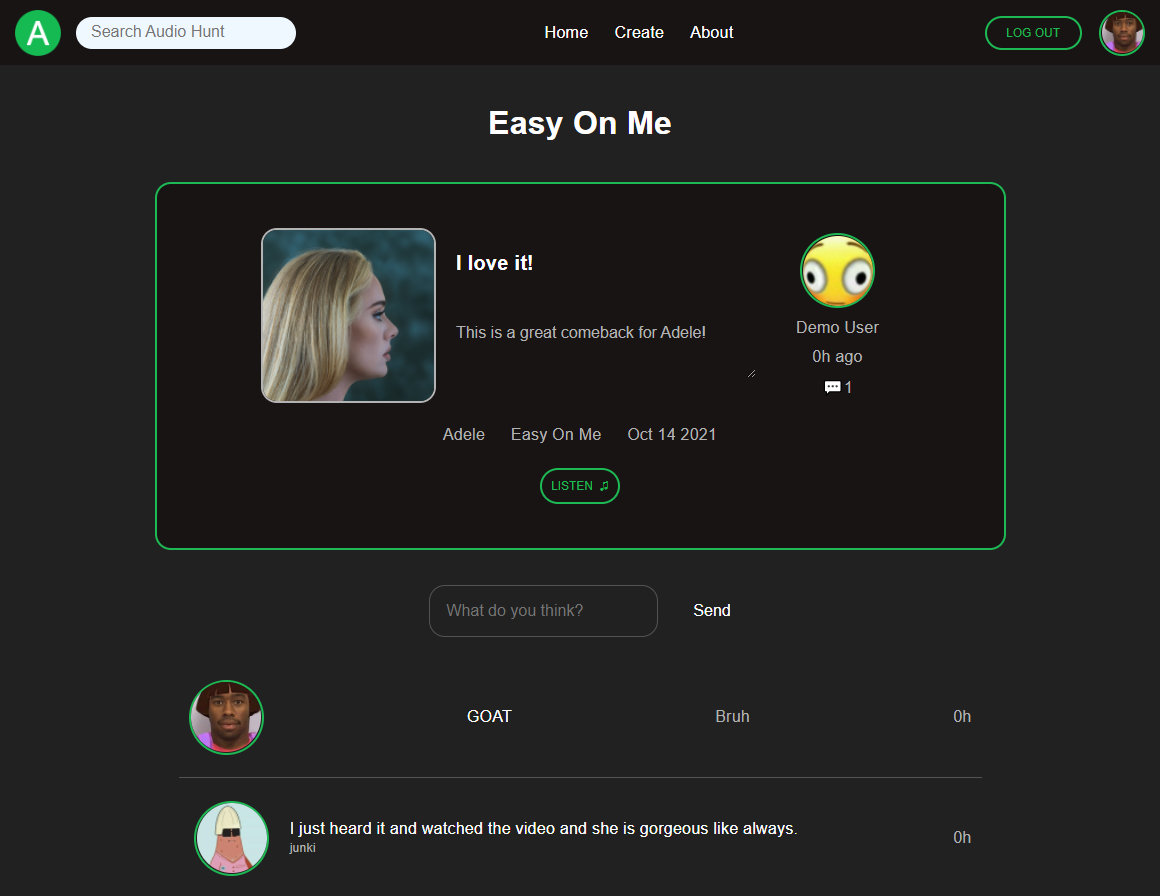 A
Search Audio Hunt
Home
Create
About
LOG OUT
Easy On Me
I love it!
This is a great comeback for Adele!
Demo User
0h ago
1
Adele
Easy On Me
Oct 14 2021
LISTEN ♫
What do you think?
Send
GOAT
Bruh
0h
I just heard it and watched the video and she is gorgeous like always.
junki
0h